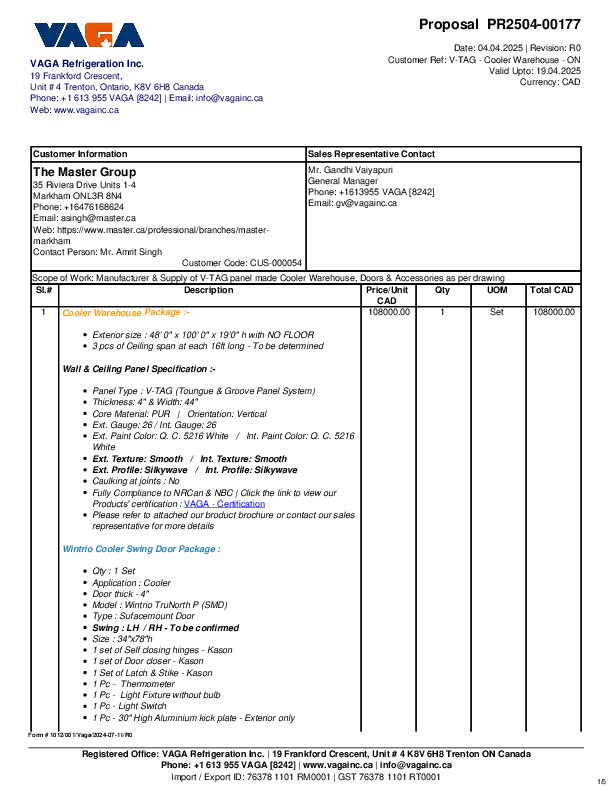 VAGA
Proposal PR2504-00177
Date: 04.04.2025 | Revision: R0
Customer Ref: V-TAG - Cooler Warehouse - ON
Valid Upto: 19.04.2025
Currency: CAD
VAGA Refrigeration Inc.
19 Frankford Crescent,
Unit # 4 Trenton, Ontario, K8V 6H8 Canada
Phone: +1 613 955 VAGA [8242] | Email: info@vagainc.ca
Web: www.vagainc.ca
Customer Information
Sales Representative Contact
The Master Group
35 Riviera Drive Units 1-4
Markham ONL3R 8N4
Phone: +16476168624
Email: asingh@master.ca
Web: https://www.master.ca/professional/branches/master-
markham
Contact Person: Mr. Amrit Singh
Customer Code: CUS-000054
Mr. Gandhi Vaiyapuri
General Manager
Phone: +1613955 VAGA [8242]
Email: gv@vagainc.ca
Scope of Work: Manufacturer & Supply of V-TAG panel made Cooler Warehouse, Doors & Accessories as per drawing
Sl.# Description Price/Unit CAD Qty UOM Total CAD
1 Cooler Warehouse Package :- 108000.00 1 Set 108000.00
• Exterior size : 48' 0" x 100' 0" x 19'0" h with NO FLOOR
• 3 pcs of Ceiling span at each 16ft long - To be determined
Wall & Ceiling Panel Specification :-
• Panel Type : V-TAG (Toungue & Groove Panel System)
• Thickness: 4" & Width: 44"
• Core Material: PUR | Orientation: Vertical
• Ext. Gauge: 26 / Int. Gauge: 26
• Ext. Paint Color: Q. C. 5216 White / Int. Paint Color: Q. C. 5216
White
• Ext. Texture: Smooth / Int. Texture: Smooth
• Ext. Profile: Silkywave / Int. Profile: Silkywave
• Caulking at joints : No
• Fully Compliance to NRCan & NBC | Click the link to view our
Products' certification : VAGA - Certification
• Please refer to attached our broduct brochure or contact our sales
representative for more details
Wintrio Cooler Swing Door Package :
• Qty : 1 Set
• Application : Cooler
• Door thick - 4"
• Model : Wintrio TruNorth P (SMD)
• Type : Sufacemount Door
• Swing : LH / RH - To be confirmed
• Size : 34"x78"h
• 1 set of Self closing hinges - Kason
• 1 set of Door closer - Kason
• 1 Set of Latch & Stike - Kason
• 1 Pc - Thermometer
• 1 Pc - Light Fixture without bulb
• 1 Pc - Light Switch
• 1 Pc - 30" High Aluminium kick plate - Exterior only
Form # 1012/001/Vaga/2024-07-11/R0
Registered Office: VAGA Refrigeration Inc. | 19 Frankford Crescent, Unit # 4 K8V 6H8 Trenton ON Canada
Phone: +1 613 955 VAGA [8242] | www.vagainc.ca | info@vagainc.ca
Import / Export ID: 76378 1101 RM0001 | GST 76378 1101 RT0001
1/5